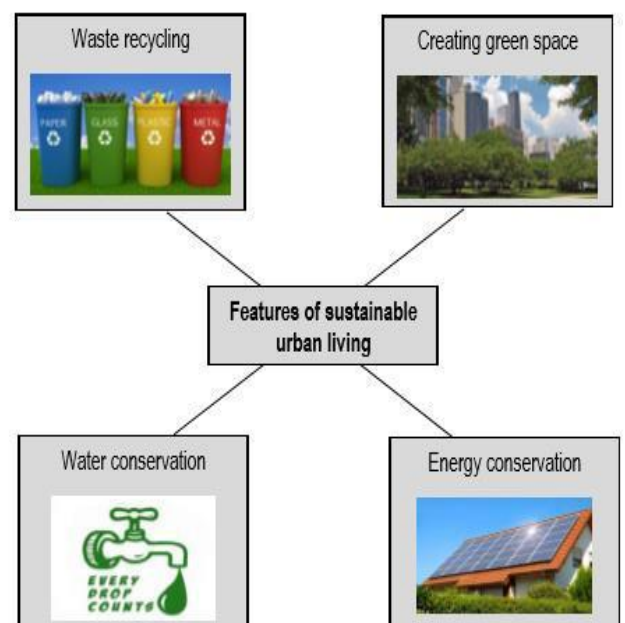 Waste recycling
PAPER
GLASS
PLASTIC
METAL
Creating green space
Features of sustainable
urban living
Water conservation
EVERY
DROP
COUNTS
Energy conservation